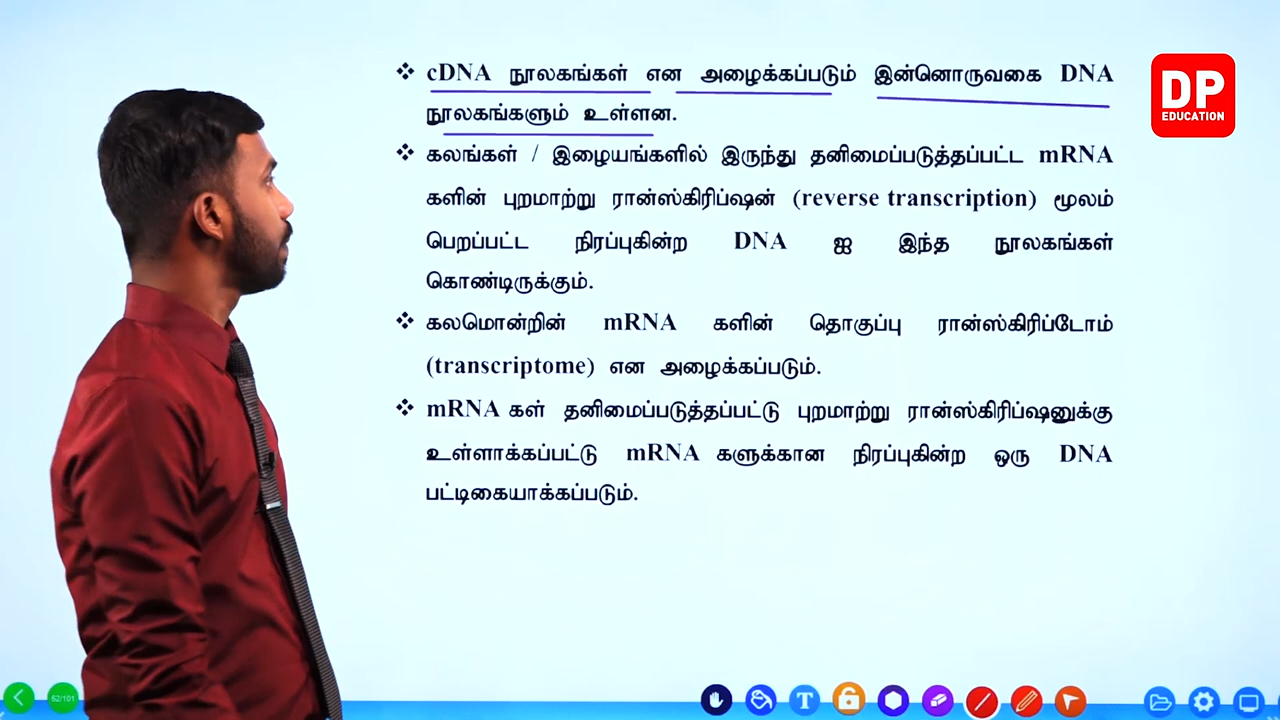 ❖ cDNA நூலகங்கள் என அழைக்கப்படும் இன்னொருவகை DNA
நூலகங்களும் உள்ளன.
❖ கலங்கள் / இழையங்களில் இருந்து தனிமைப்படுத்தப்பட்ட mRNA
களின் புறமாற்று ரான்ஸ்கிரிப்ஷன் (reverse transcription) மூலம்
பெறப்பட்ட நிரப்புகின்ற DNA ஐ இந்த நூலகங்கள்
கொண்டிருக்கும்.
❖ கலமொன்றின் mRNA களின் தொகுப்பு ரான்ஸ்கிரிப்டோம்
(transcriptome) என அழைக்கப்படும்.
❖ mRNA கள் தனிமைப்படுத்தப்பட்டு புறமாற்று ரான்ஸ்கிரிப்ஷனுக்கு
உள்ளாக்கப்பட்டு mRNA களுக்கான நிரப்புகின்ற ஒரு DNA
பட்டிகையாக்கப்படும்.
DP
EDUCATION
52/101
T